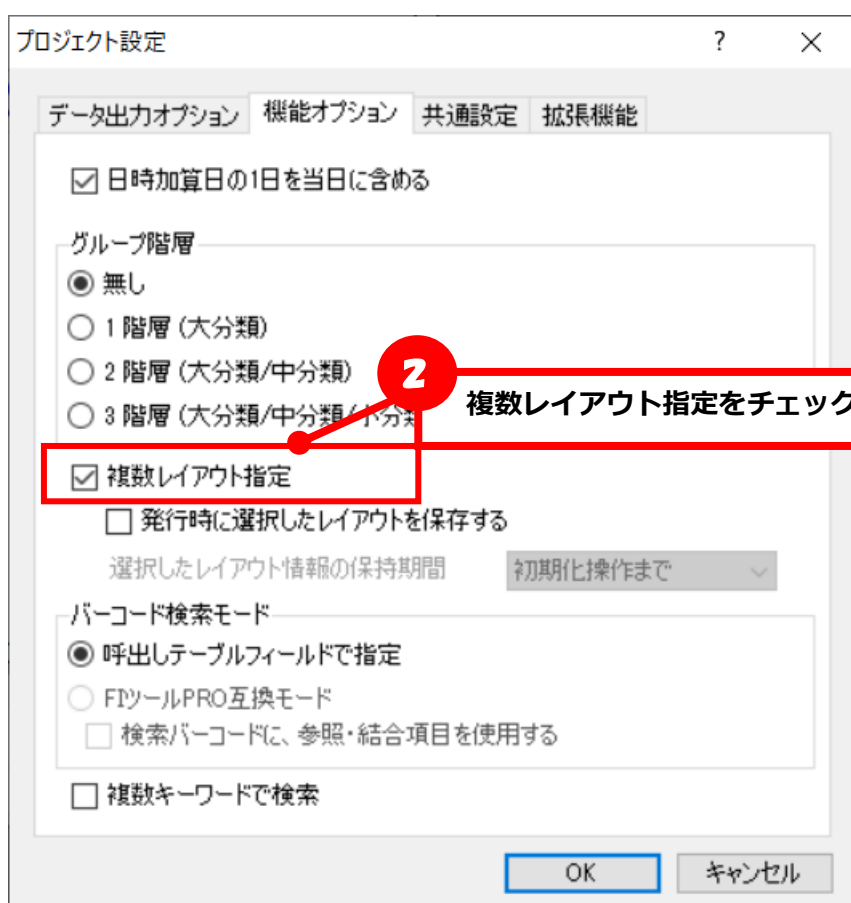 プロジェクト設定
? ×
データ出力オプション 機能オプション 共通設定 拡張機能
日時加算日の1日を当日に含める
グループ階層
無し
1 階層 (大分類)
2 階層 (大分類/中分類)
2
複数レイアウト指定をチェック
3 階層 (大分類/中分類/小分類
複数レイアウト指定
発行時に選択したレイアウトを保存する
選択したレイアウト情報の保持期間 初期化操作まで
バーコード検索モード
呼出しテーブルフィールドで指定
FIツールPRO互換モード
検索バーコードに、参照・結合項目を使用する
複数キーワードで検索
OK キャンセル